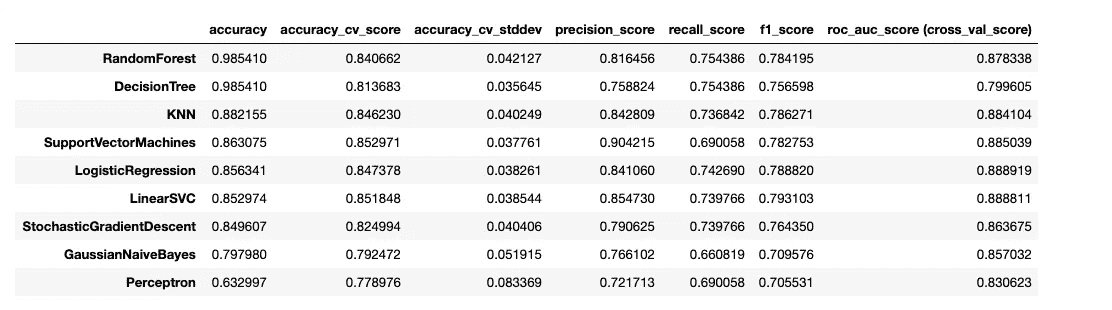 accuracy accuracy_cv_score accuracy_cv_stddev precision_score recall_score f1_score roc_auc_score (cross_val_score)
RandomForest 0.985410 0.840662 0.042127 0.816456 0.754386 0.784195 0.878338
DecisionTree 0.985410 0.813683 0.035645 0.758824 0.754386 0.756598 0.799605
KNN 0.882155 0.846230 0.040249 0.842809 0.736842 0.786271 0.884104
SupportVectorMachines 0.863075 0.852971 0.037761 0.904215 0.690058 0.782753 0.885039
LogisticRegression 0.856341 0.847378 0.038261 0.841060 0.742690 0.788820 0.888919
LinearSVC 0.852974 0.851848 0.038544 0.854730 0.739766 0.793103 0.888811
StochasticGradientDescent 0.849607 0.824994 0.040406 0.790625 0.739766 0.764350 0.863675
GaussianNaiveBayes 0.797980 0.792472 0.051915 0.766102 0.660819 0.709576 0.857032
Perceptron 0.632997 0.778976 0.083369 0.721713 0.690058 0.705531 0.830623